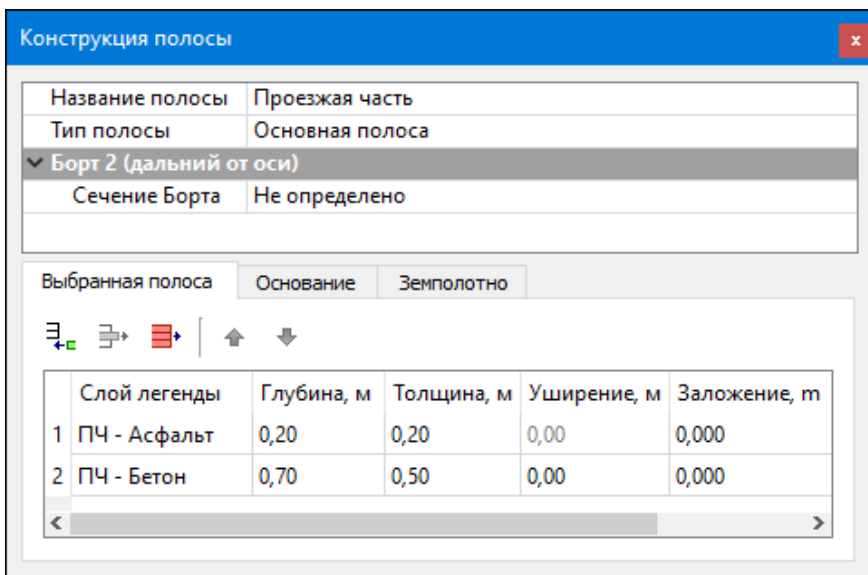 Конструкция полосы
x
Название полосы Проезжая часть
Тип полосы Основная полоса
Борт 2 (дальний от оси)
Сечение Борта Не определено
Выбранная полоса Основание Земполотно
Слой легенды Глубина, м Толщина, м Уширение, м Заложение, m
1 ПЧ - Асфальт 0,20 0,20 0,00 0,000
2 ПЧ - Бетон 0,70 0,50 0,00 0,000